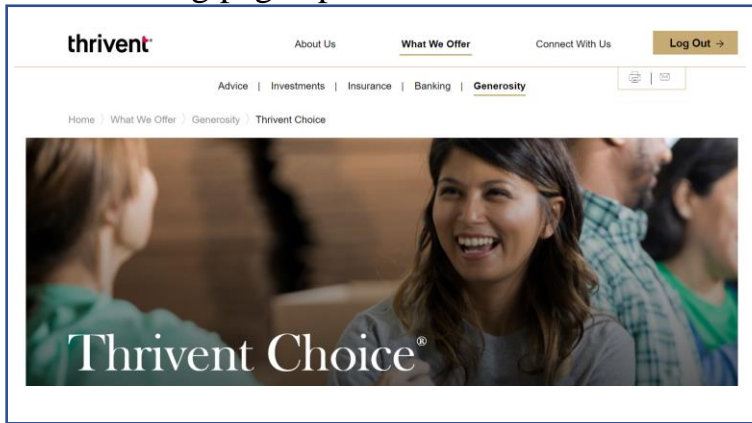 thrivent
About Us What We Offer Connect With Us Log Out →
Advice | Investments | Insurance | Banking | Generosity
Home 〉 What We Offer 〉 Generosity 〉 Thrivent Choice
Thrivent Choice®